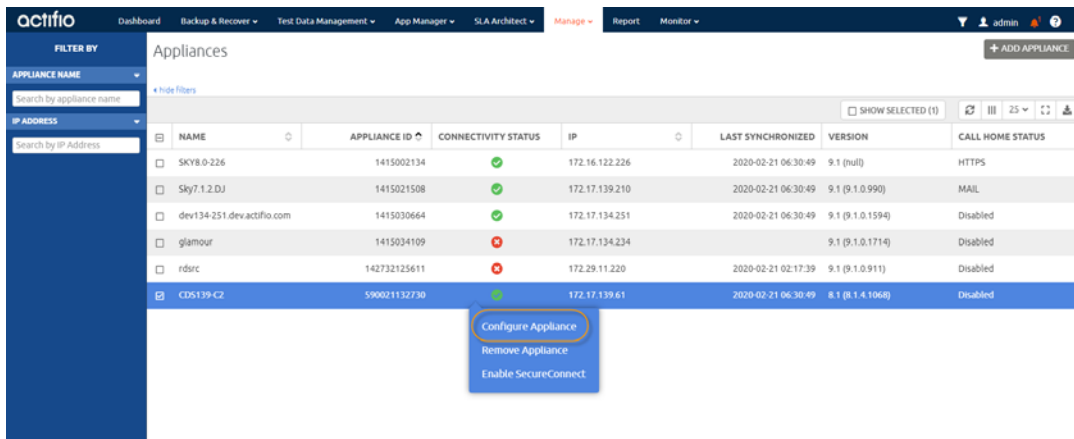 actifio Dashboard Backup & Recover Test Data Management App Manager SLA Architect Manage Report Monitor admin 1
FILTER BY
Appliances
+ ADD APPLIANCE
APPLIANCE NAME
Search by appliance name
IP ADDRESS
Search by IP Address
hide filters
SHOW SELECTED (1) 25
NAME APPLIANCE ID CONNECTIVITY STATUS IP LAST SYNCHRONIZED VERSION CALL HOME STATUS
SKY8.0-226 1415002134 172.16.122.226 2020-02-21 06:30:49 9.1 (null) HTTPS
Sky7.1.2.DJ 1415021508 172.17.139.210 2020-02-21 06:30:49 9.1 (9.1.0.990) MAIL
dev134-251.dev.actifio.com 1415030664 172.17.134.251 2020-02-21 06:30:49 9.1 (9.1.0.1594) Disabled
glamour 1415034109 172.17.134.234 9.1 (9.1.0.1714) Disabled
rdsrc 142732125611 172.29.11.220 2020-02-21 02:17:39 9.1 (9.1.0.911) Disabled
CDS139-C2 590021132730 172.17.139.61 2020-02-21 06:30:49 8.1 (8.1.4.1068) Disabled
Configure Appliance
Remove Appliance
Enable SecureConnect